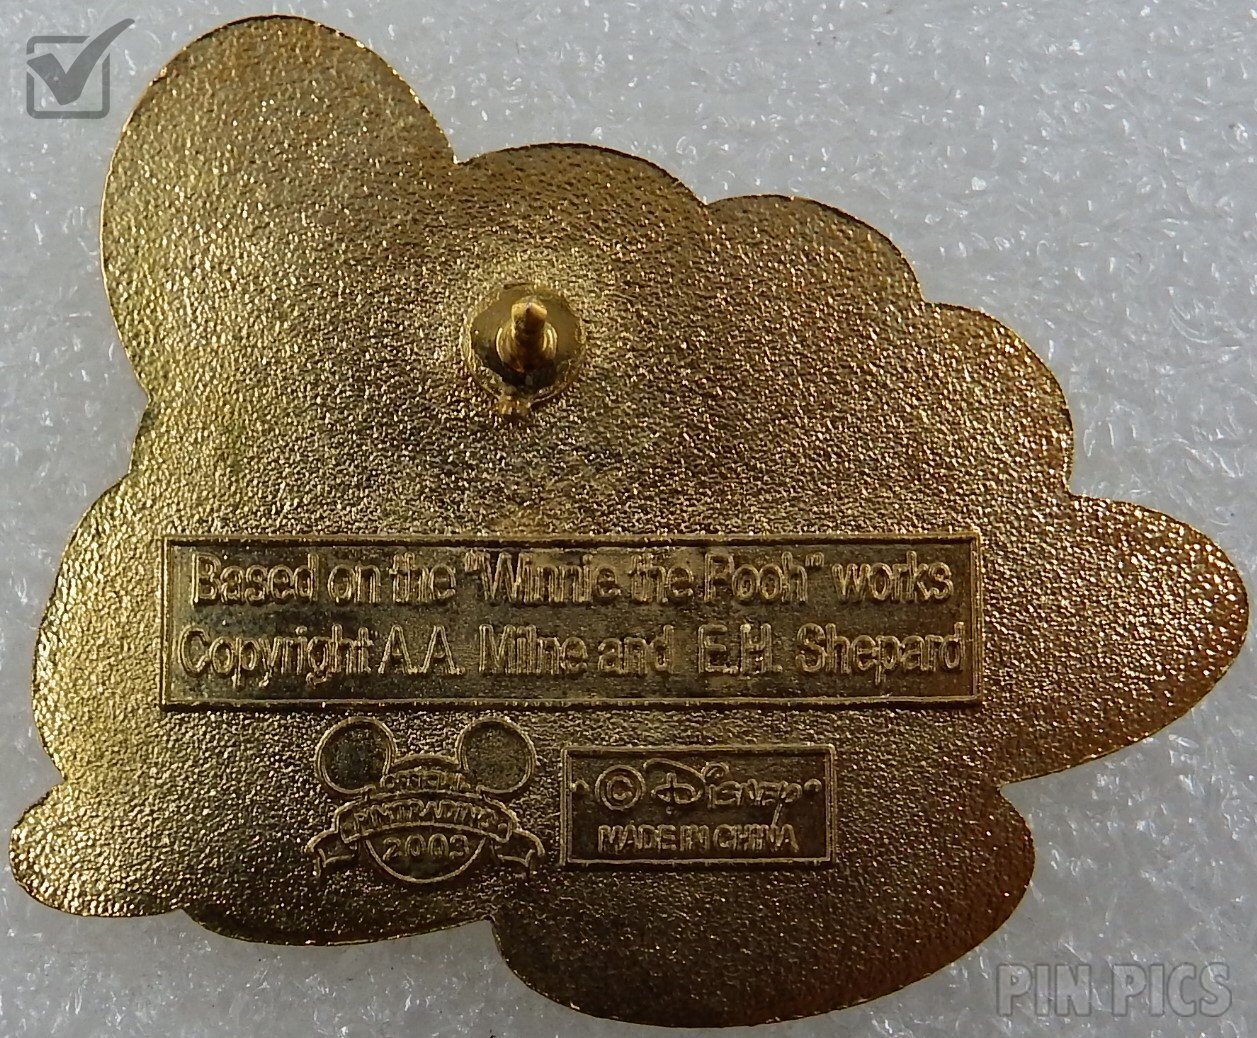 Based on the "Winnie the Pooh" works
Copyright A.A. Milne and E.H. Shepard
OFFICIAL
PIN TRADING
2003
© DISNEY
MADE IN CHINA
PIN PICS